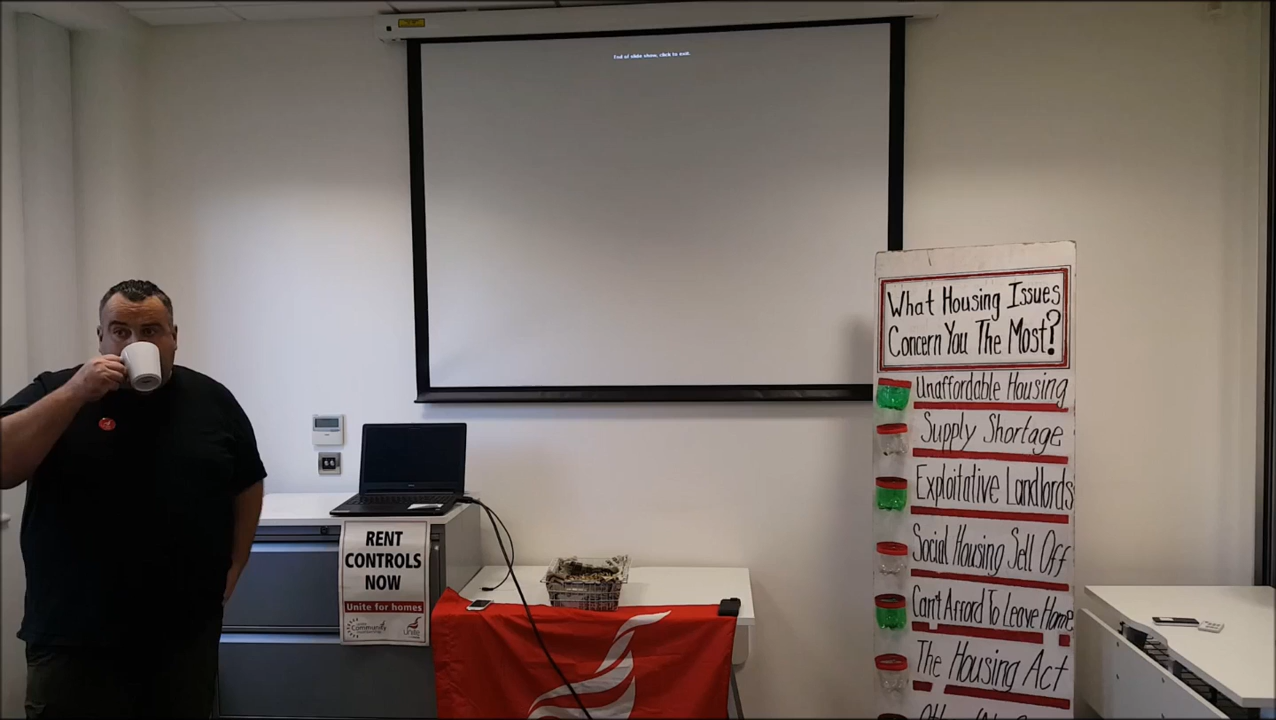 End of slide show, click to exit.
What Housing Issues
Concern You The Most?
Unaffordable Housing
Supply Shortage
Exploitative Landlords
Social Housing Sell Off
Can't Afford To Leave Home
The Housing Act
RENT
CONTROLS
NOW
Unite for homes
Community
unite